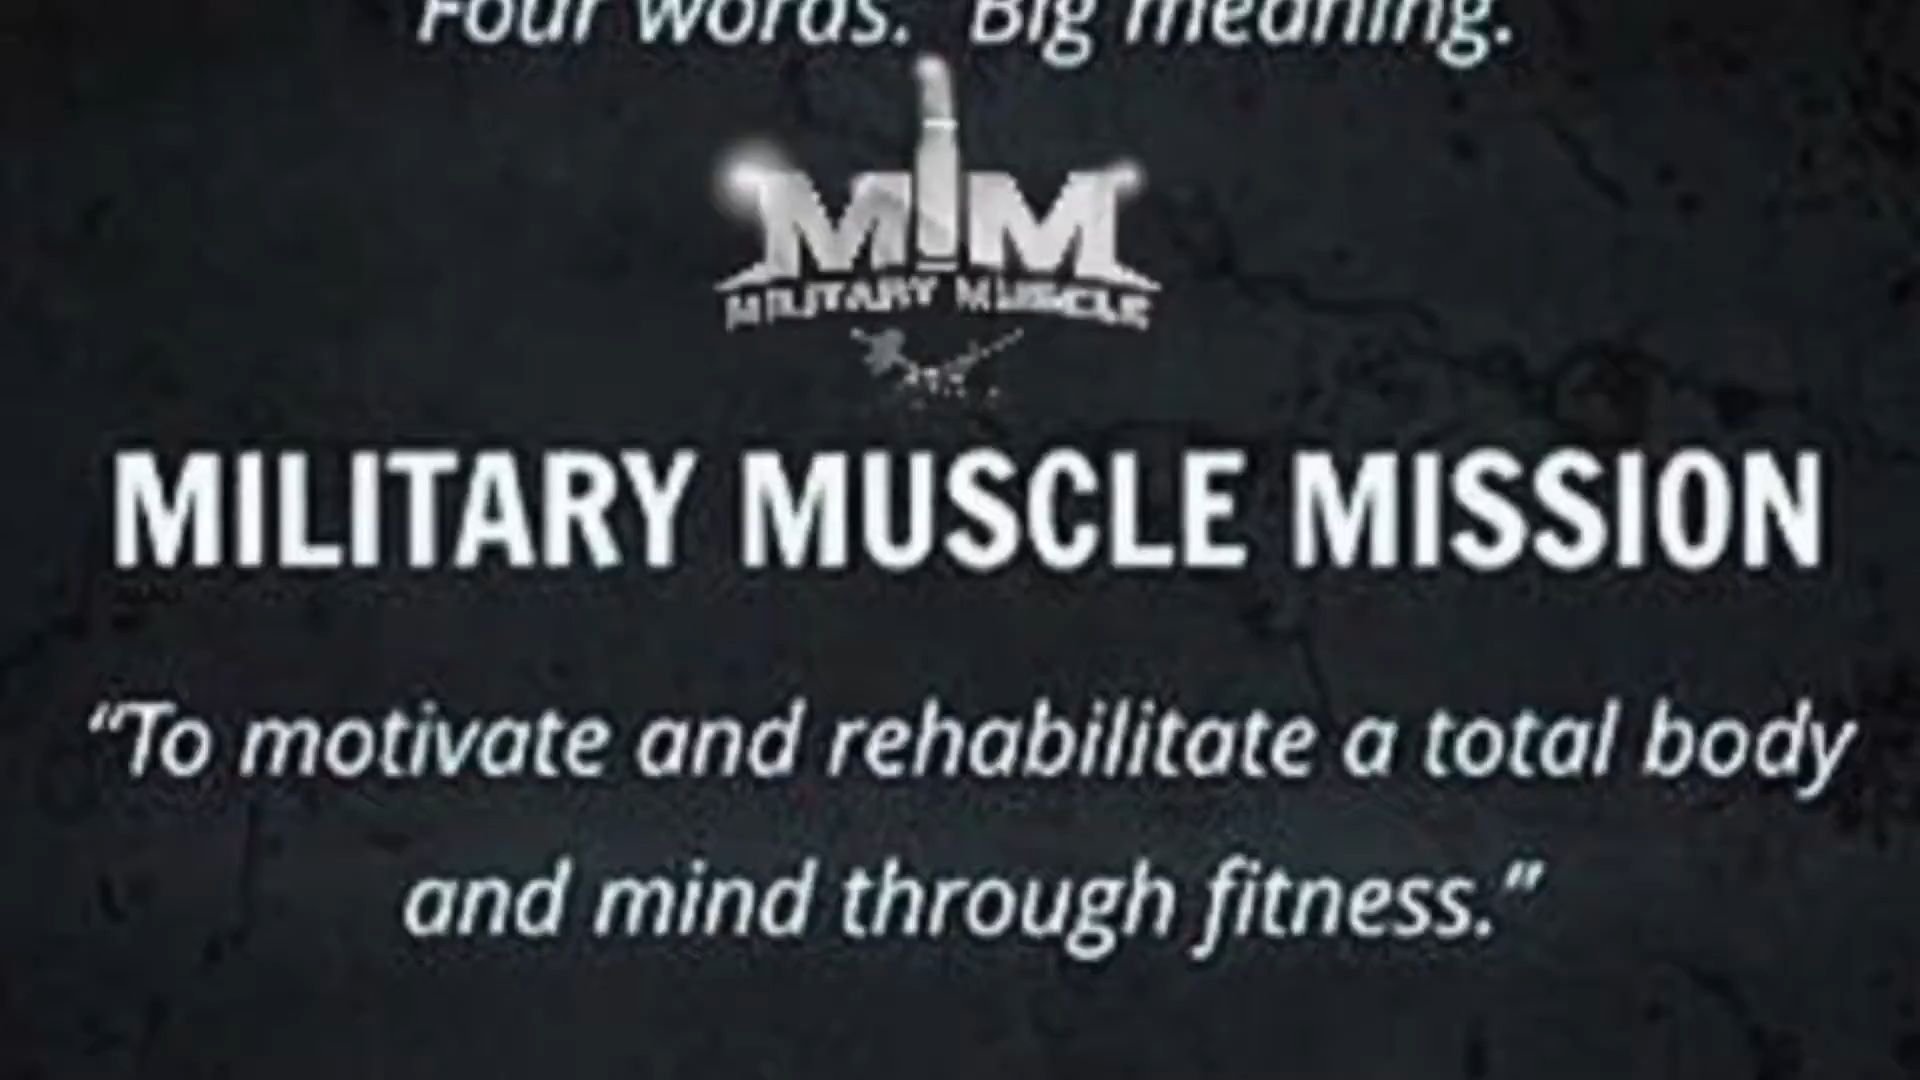 Four words. Big meaning.
MM
MILITARY MUSCLE
MILITARY MUSCLE MISSION
“To motivate and rehabilitate a total body
and mind through fitness.”